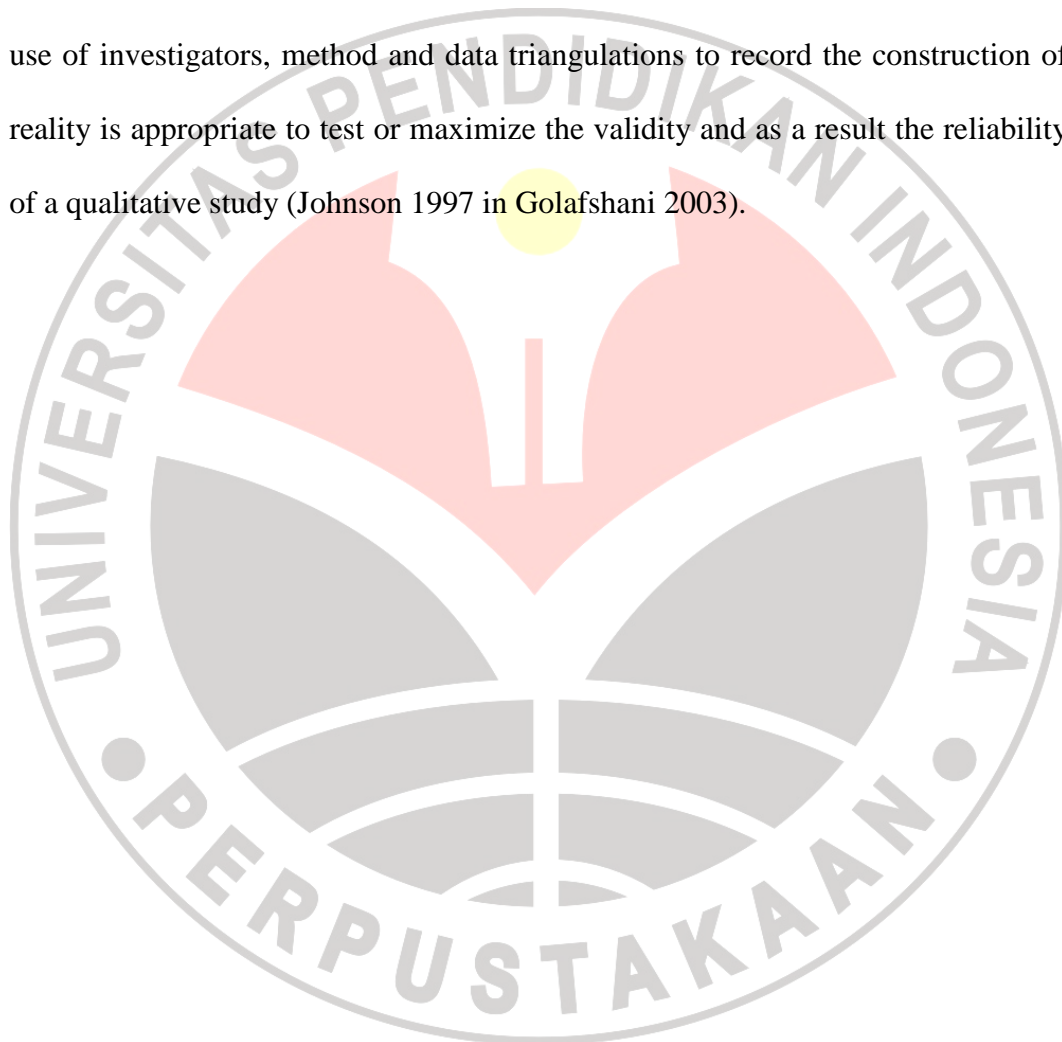 use of investigators, method and data triangulations to record the construction of
reality is appropriate to test or maximize the validity and as a result the reliability
of a qualitative study (Johnson 1997 in Golafshani 2003).
UNIVERSITAS PENDIDIKAN INDONESIA
PERPUSTAKAAN